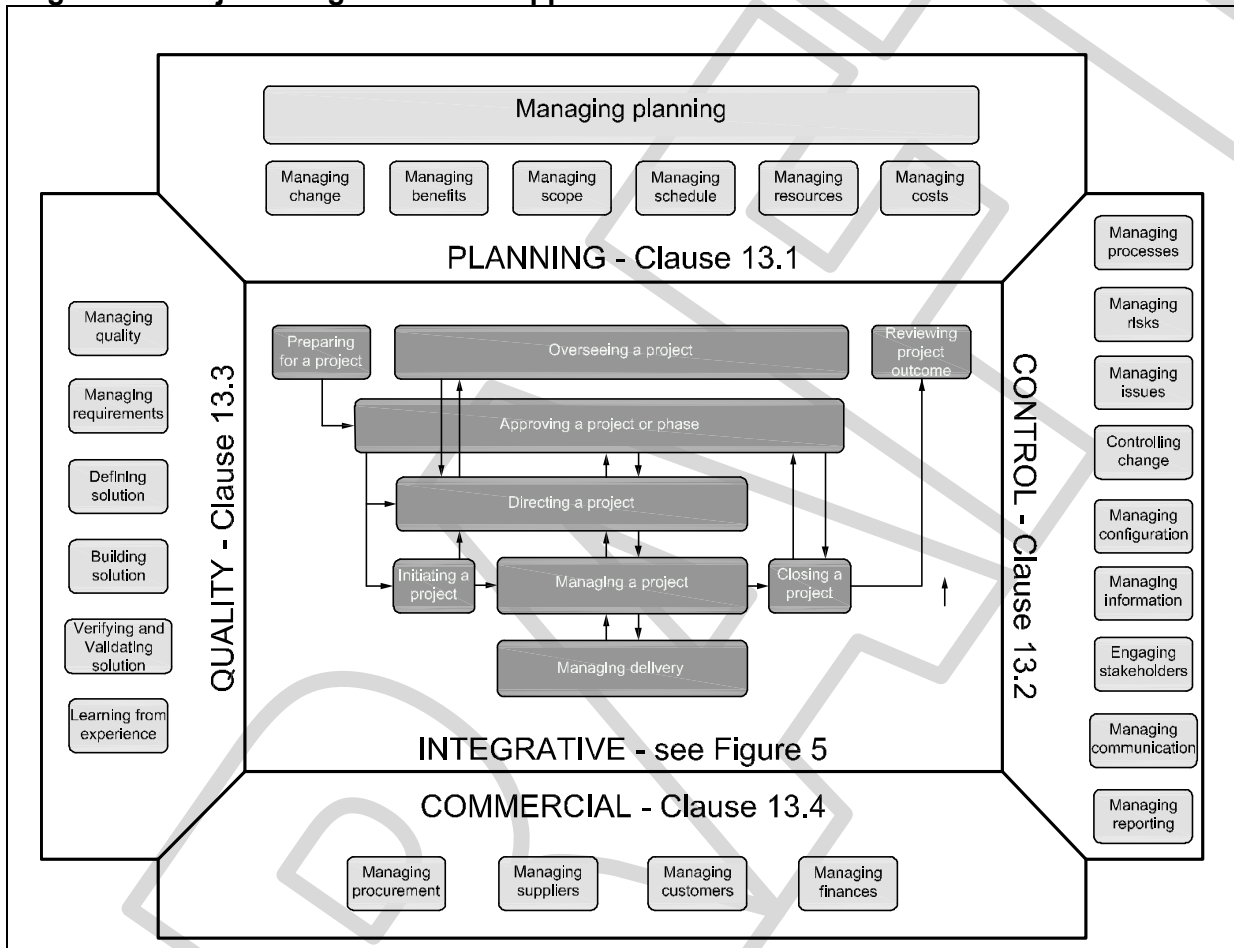 Managing planning
Managing
change
Managing
benefits
Managing
scope
Managing
schedule
Managing
resources
Managing
costs
PLANNING - Clause 13.1
QUALITY - Clause 13.3
Managing
quality
Managing
requirements
Defining
solution
Building
solution
Verifying and
Validating
solution
Learning from
experience
Preparing
for a project
Overseeing a project
Reviewing
project
outcome
Approving a project or phase
Directing a project
Initiating a
project
Managing a project
Closing a
project
Managing delivery
INTEGRATIVE - see Figure 5
CONTROL - Clause 13.2
Managing
processes
Managing
risks
Managing
issues
Controlling
change
Managing
configuration
Managing
information
Engaging
stakeholders
Managing
communication
Managing
reporting
COMMERCIAL - Clause 13.4
Managing
procurement
Managing
suppliers
Managing
customers
Managing
finances